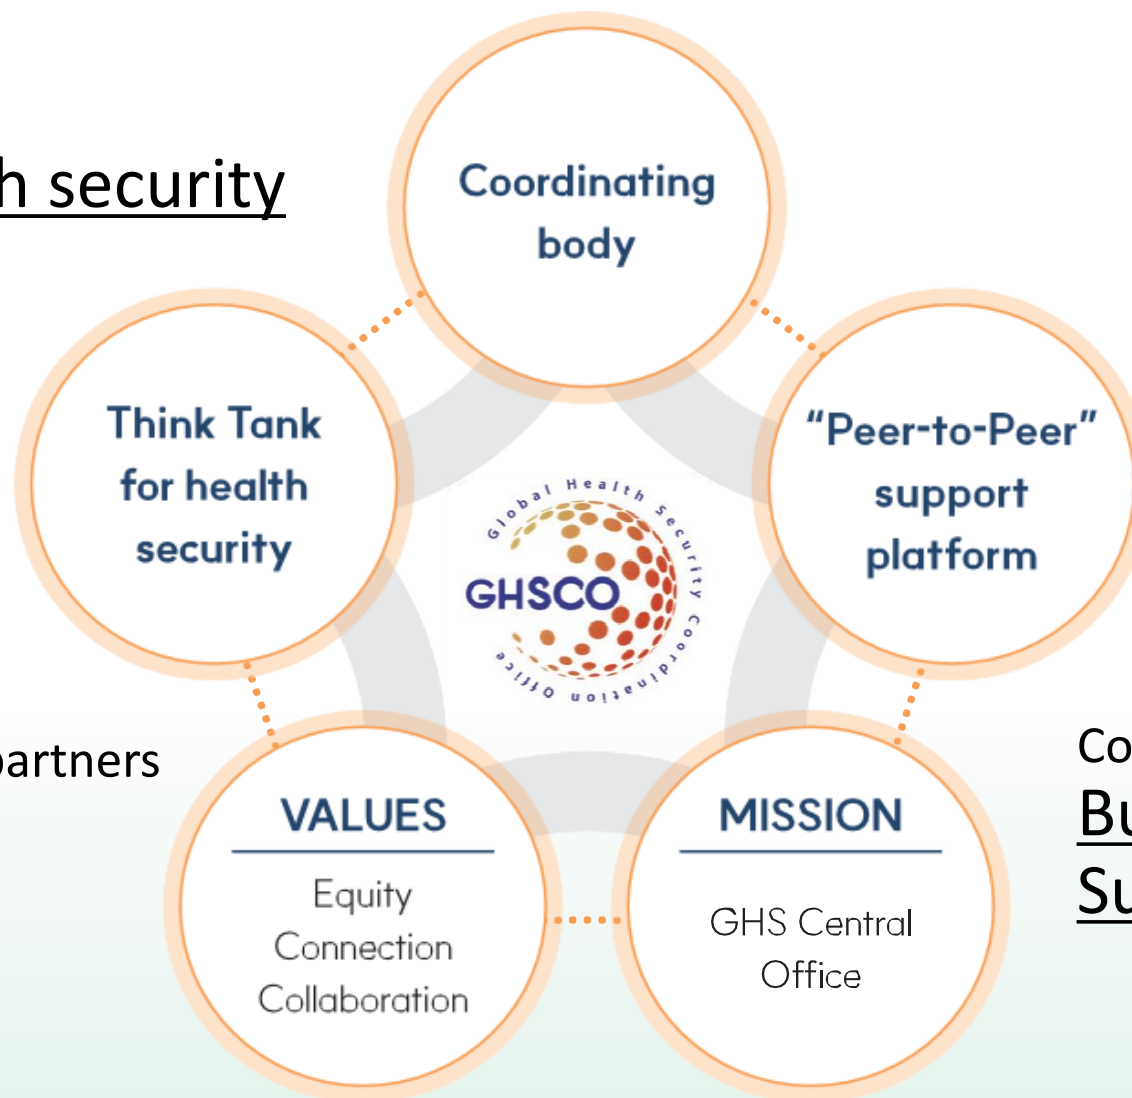 h security
Coordinating
body
Think Tank
for health
security
“Peer-to-Peer”
support
platform
Global Health Security Coordination Office
GHSCO
partners
VALUES
Equity
Connection
Collaboration
MISSION
GHS Central
Office
Co
Bu
Su